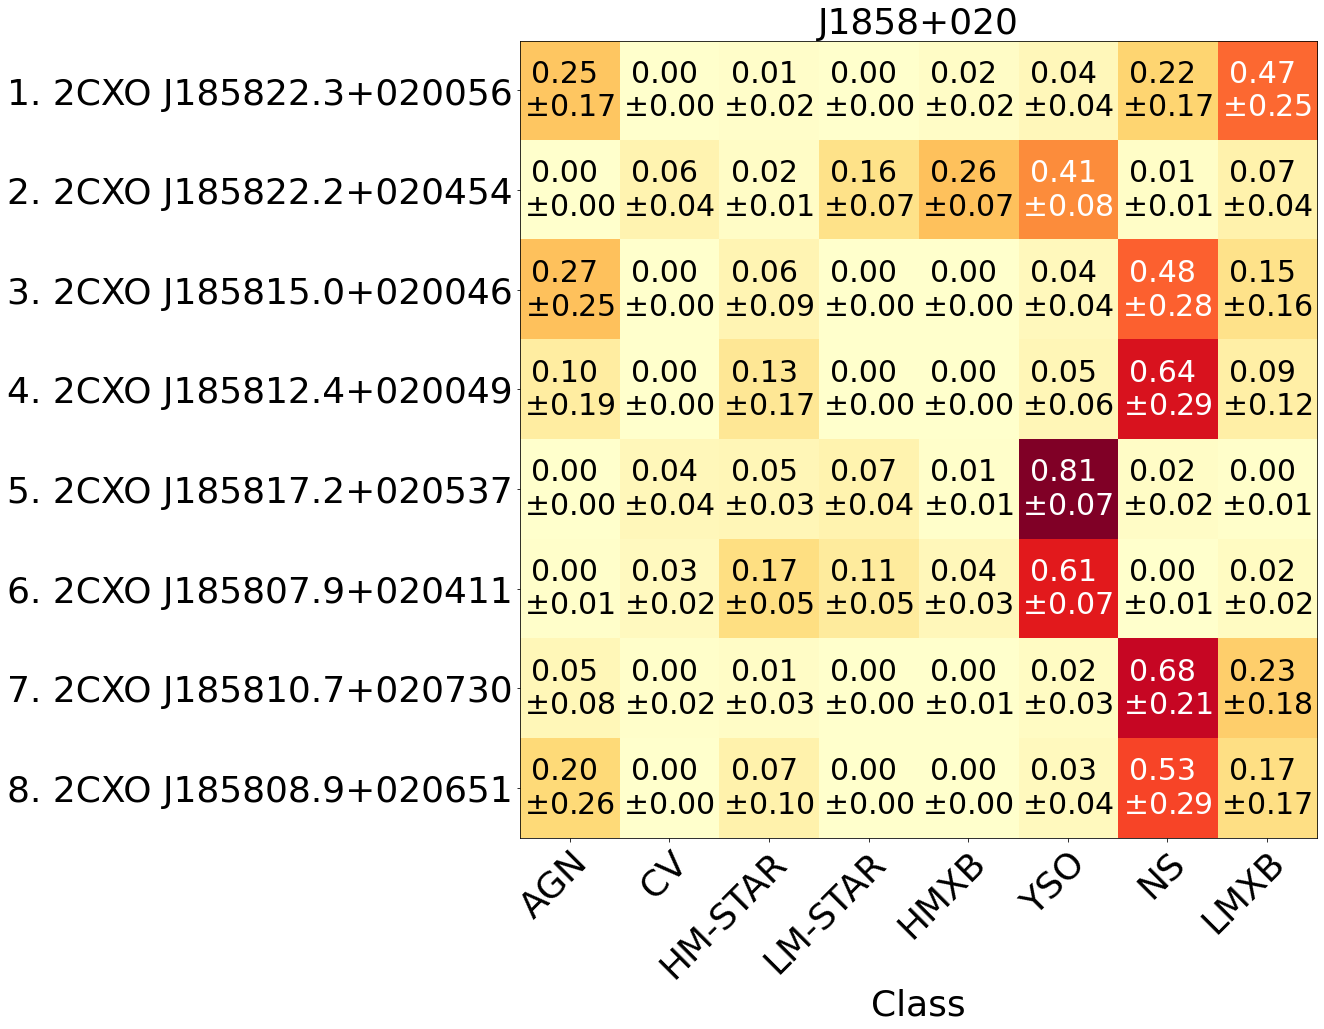 J1858+020
1. 2CXO J185822.3+020056 0.25 0.00 0.01 0.00 0.02 0.04 0.22 0.47
±0.17 ±0.00 ±0.02 ±0.00 ±0.02 ±0.04 ±0.17 ±0.25
2. 2CXO J185822.2+020454 0.00 0.06 0.02 0.16 0.26 0.41 0.01 0.07
±0.00 ±0.04 ±0.01 ±0.07 ±0.07 ±0.08 ±0.01 ±0.04
3. 2CXO J185815.0+020046 0.27 0.00 0.06 0.00 0.00 0.04 0.48 0.15
±0.25 ±0.00 ±0.09 ±0.00 ±0.00 ±0.04 ±0.28 ±0.16
4. 2CXO J185812.4+020049 0.10 0.00 0.13 0.00 0.00 0.05 0.64 0.09
±0.19 ±0.00 ±0.17 ±0.00 ±0.00 ±0.06 ±0.29 ±0.12
5. 2CXO J185817.2+020537 0.00 0.04 0.05 0.07 0.01 0.81 0.02 0.00
±0.00 ±0.04 ±0.03 ±0.04 ±0.01 ±0.07 ±0.02 ±0.01
6. 2CXO J185807.9+020411 0.00 0.03 0.17 0.11 0.04 0.61 0.00 0.02
±0.01 ±0.02 ±0.05 ±0.05 ±0.03 ±0.07 ±0.01 ±0.02
7. 2CXO J185810.7+020730 0.05 0.00 0.01 0.00 0.00 0.02 0.68 0.23
±0.08 ±0.02 ±0.03 ±0.00 ±0.01 ±0.03 ±0.21 ±0.18
8. 2CXO J185808.9+020651 0.20 0.00 0.07 0.00 0.00 0.03 0.53 0.17
±0.26 ±0.00 ±0.10 ±0.00 ±0.00 ±0.04 ±0.29 ±0.17
AGN CV HM-STAR LM-STAR HMXB YSO NS LMXB
Class